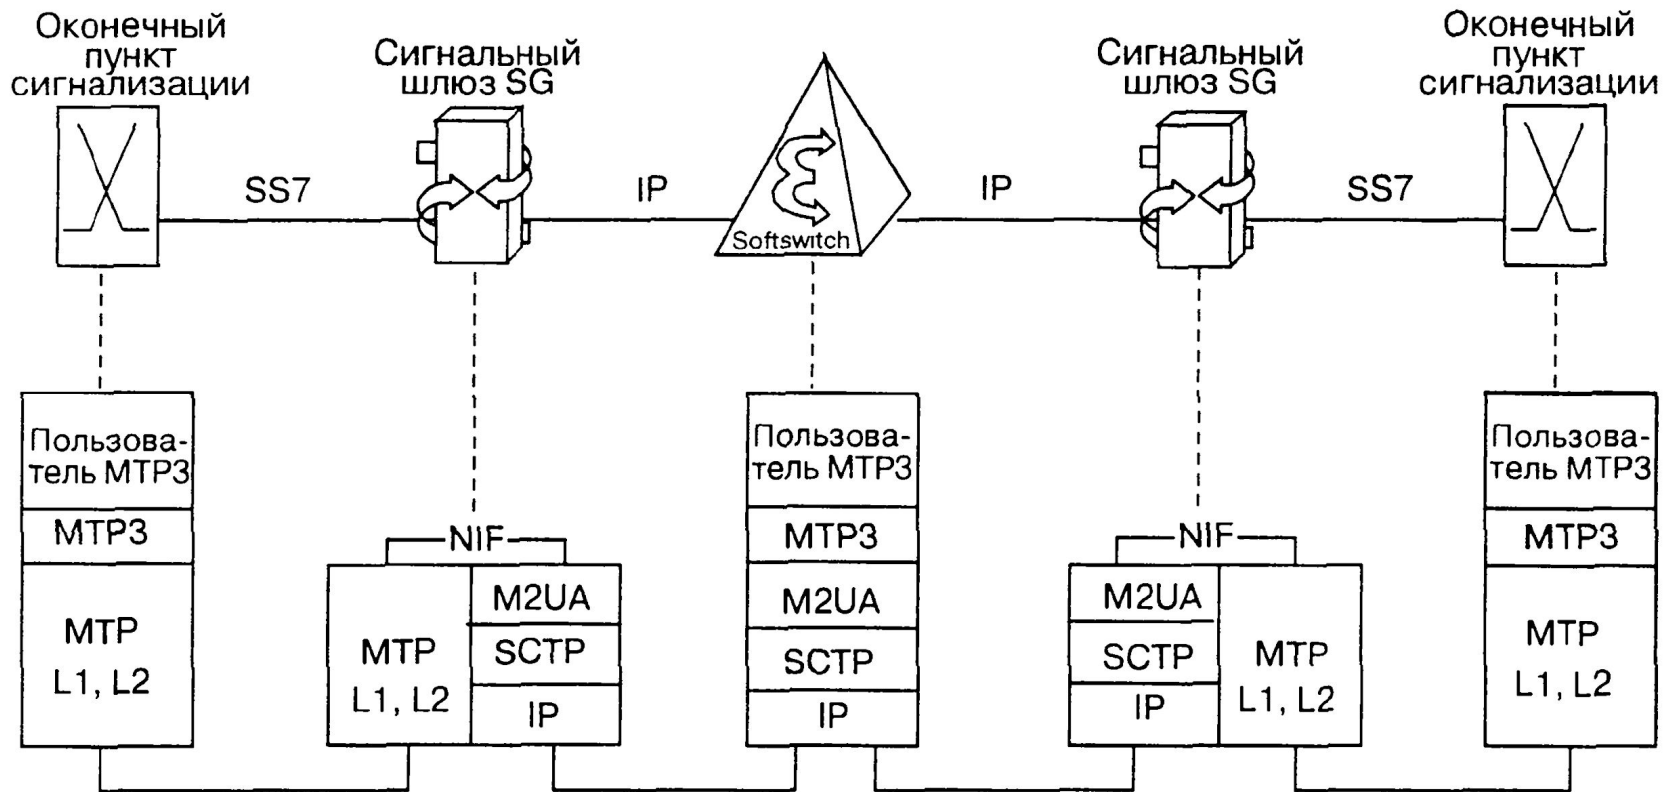 Оконечный
пункт
сигнализации
Сигнальный
шлюз SG
Сигнальный
шлюз SG
Оконечный
пункт
сигнализации
SS7
IP
Softswitch
IP
SS7
Пользова-
тель МТР3
МТР3
МТР
L1, L2
NIF
МТР
L1, L2
M2UA
SCTP
IP
Пользова-
тель МТР3
МТР3
M2UA
SCTP
IP
NIF
M2UA
SCTP
IP
МТР
L1, L2
Пользова-
тель МТР3
МТР3
МТР
L1, L2